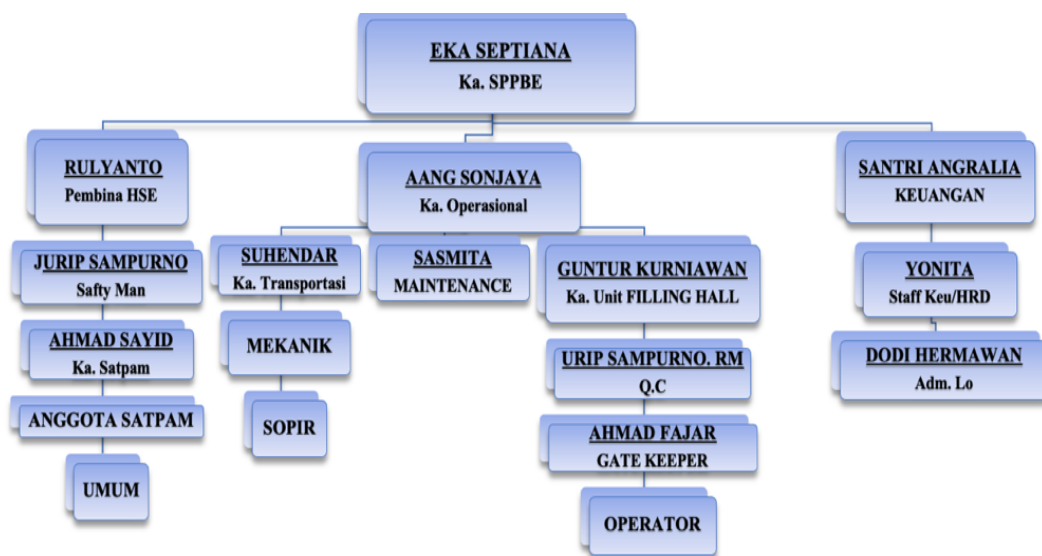 EKA SEPTIANA
Ka. SPPBE
RULYANTO
Pembina HSE
AANG SONJAYA
Ka. Operasional
SANTRI ANGRALIA
KEUANGAN
JURIP SAMPURNO
Safty Man
SUHENDAR
Ka. Transportasi
SASMITA
MAINTENANCE
GUNTUR KURNIAWAN
Ka. Unit FILLING HALL
YONITA
Staff Keu/HRD
AHMAD SAYID
Ka. Satpam
MEKANIK
URIP SAMPURNO. RM
Q.C
DODI HERMAWAN
Adm. Lo
ANGGOTA SATPAM
SOPIR
AHMAD FAJAR
GATE KEEPER
UMUM
OPERATOR